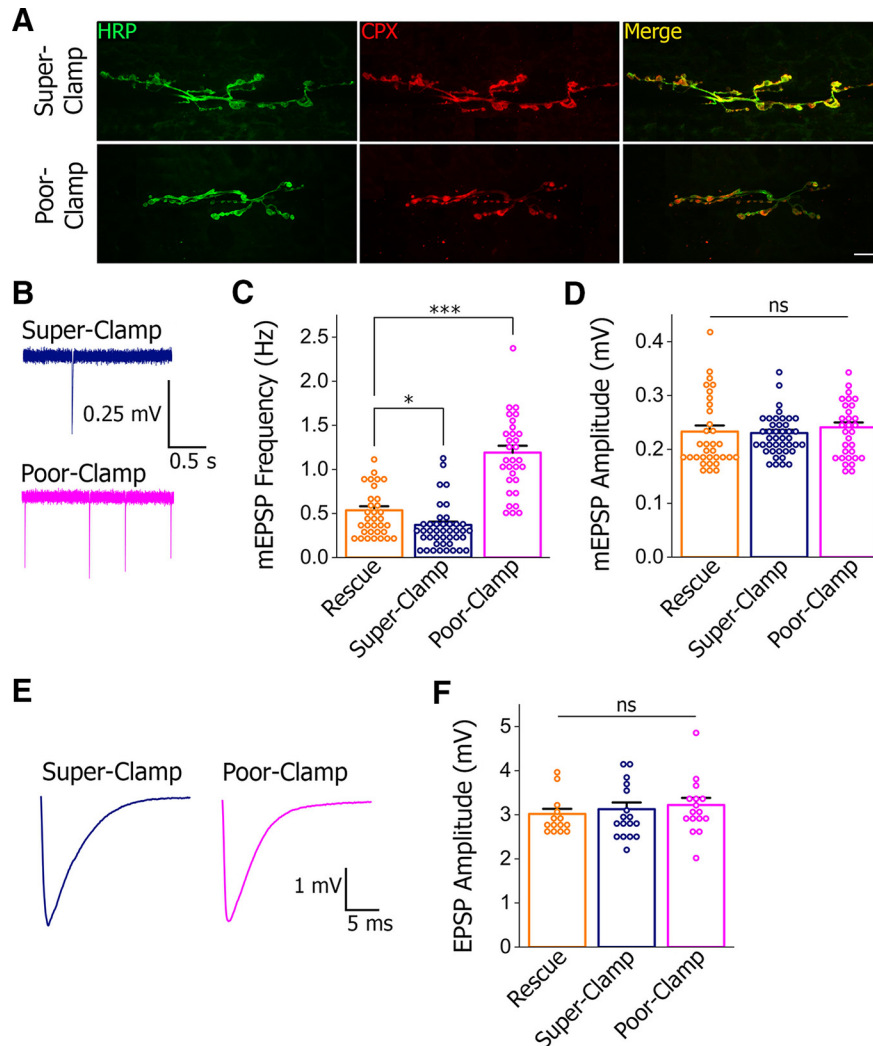 A
HRP
CPX
Merge
Super-
Clamp
Poor-
Clamp
B
Super-Clamp
0.25 mV
0.5 s
Poor-Clamp
C
mEPSP Frequency (Hz)
2.5
2.0
1.5
1.0
0.5
0.0
***
*
Rescue
Super-Clamp
Poor-Clamp
D
mEPSP Amplitude (mV)
0.4
0.3
0.2
0.1
0.0
ns
Rescue
Super-Clamp
Poor-Clamp
E
Super-Clamp
Poor-Clamp
1 mV
5 ms
F
EPSP Amplitude (mV)
5
4
3
2
1
0
ns
Rescue
Super-Clamp
Poor-Clamp